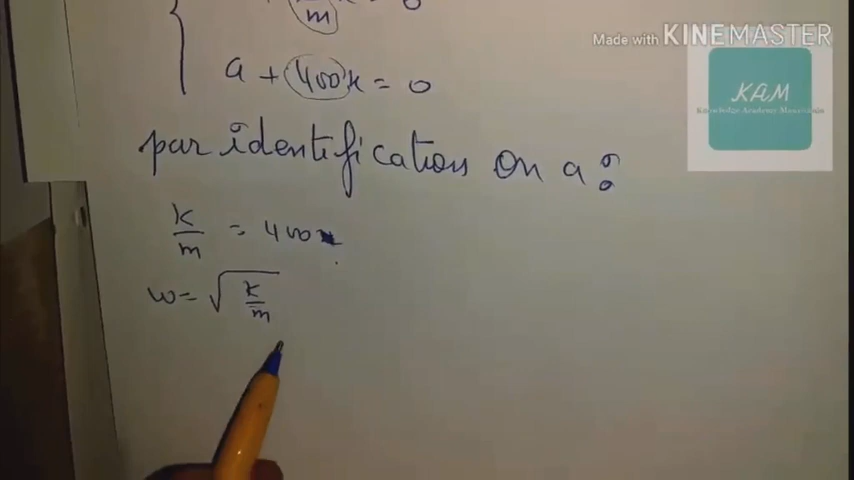 Made with KINEMASTER
m
a + 400x = 0
KAM
par identification on a :
k/m = 400
w = √k/m